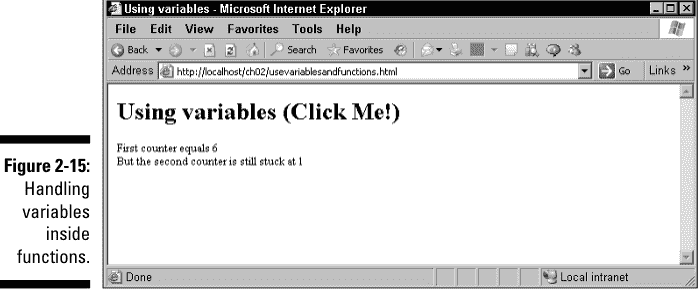 Using variables - Microsoft Internet Explorer
File Edit View Favorites Tools Help
Back Search Favorites
Address http://localhost/ch02/usevariablesandfunctions.html Go Links »
Using variables (Click Me!)
First counter equals 6
But the second counter is still stuck at 1
Figure 2-15:
Handling
variables
inside
functions.
Done Local intranet